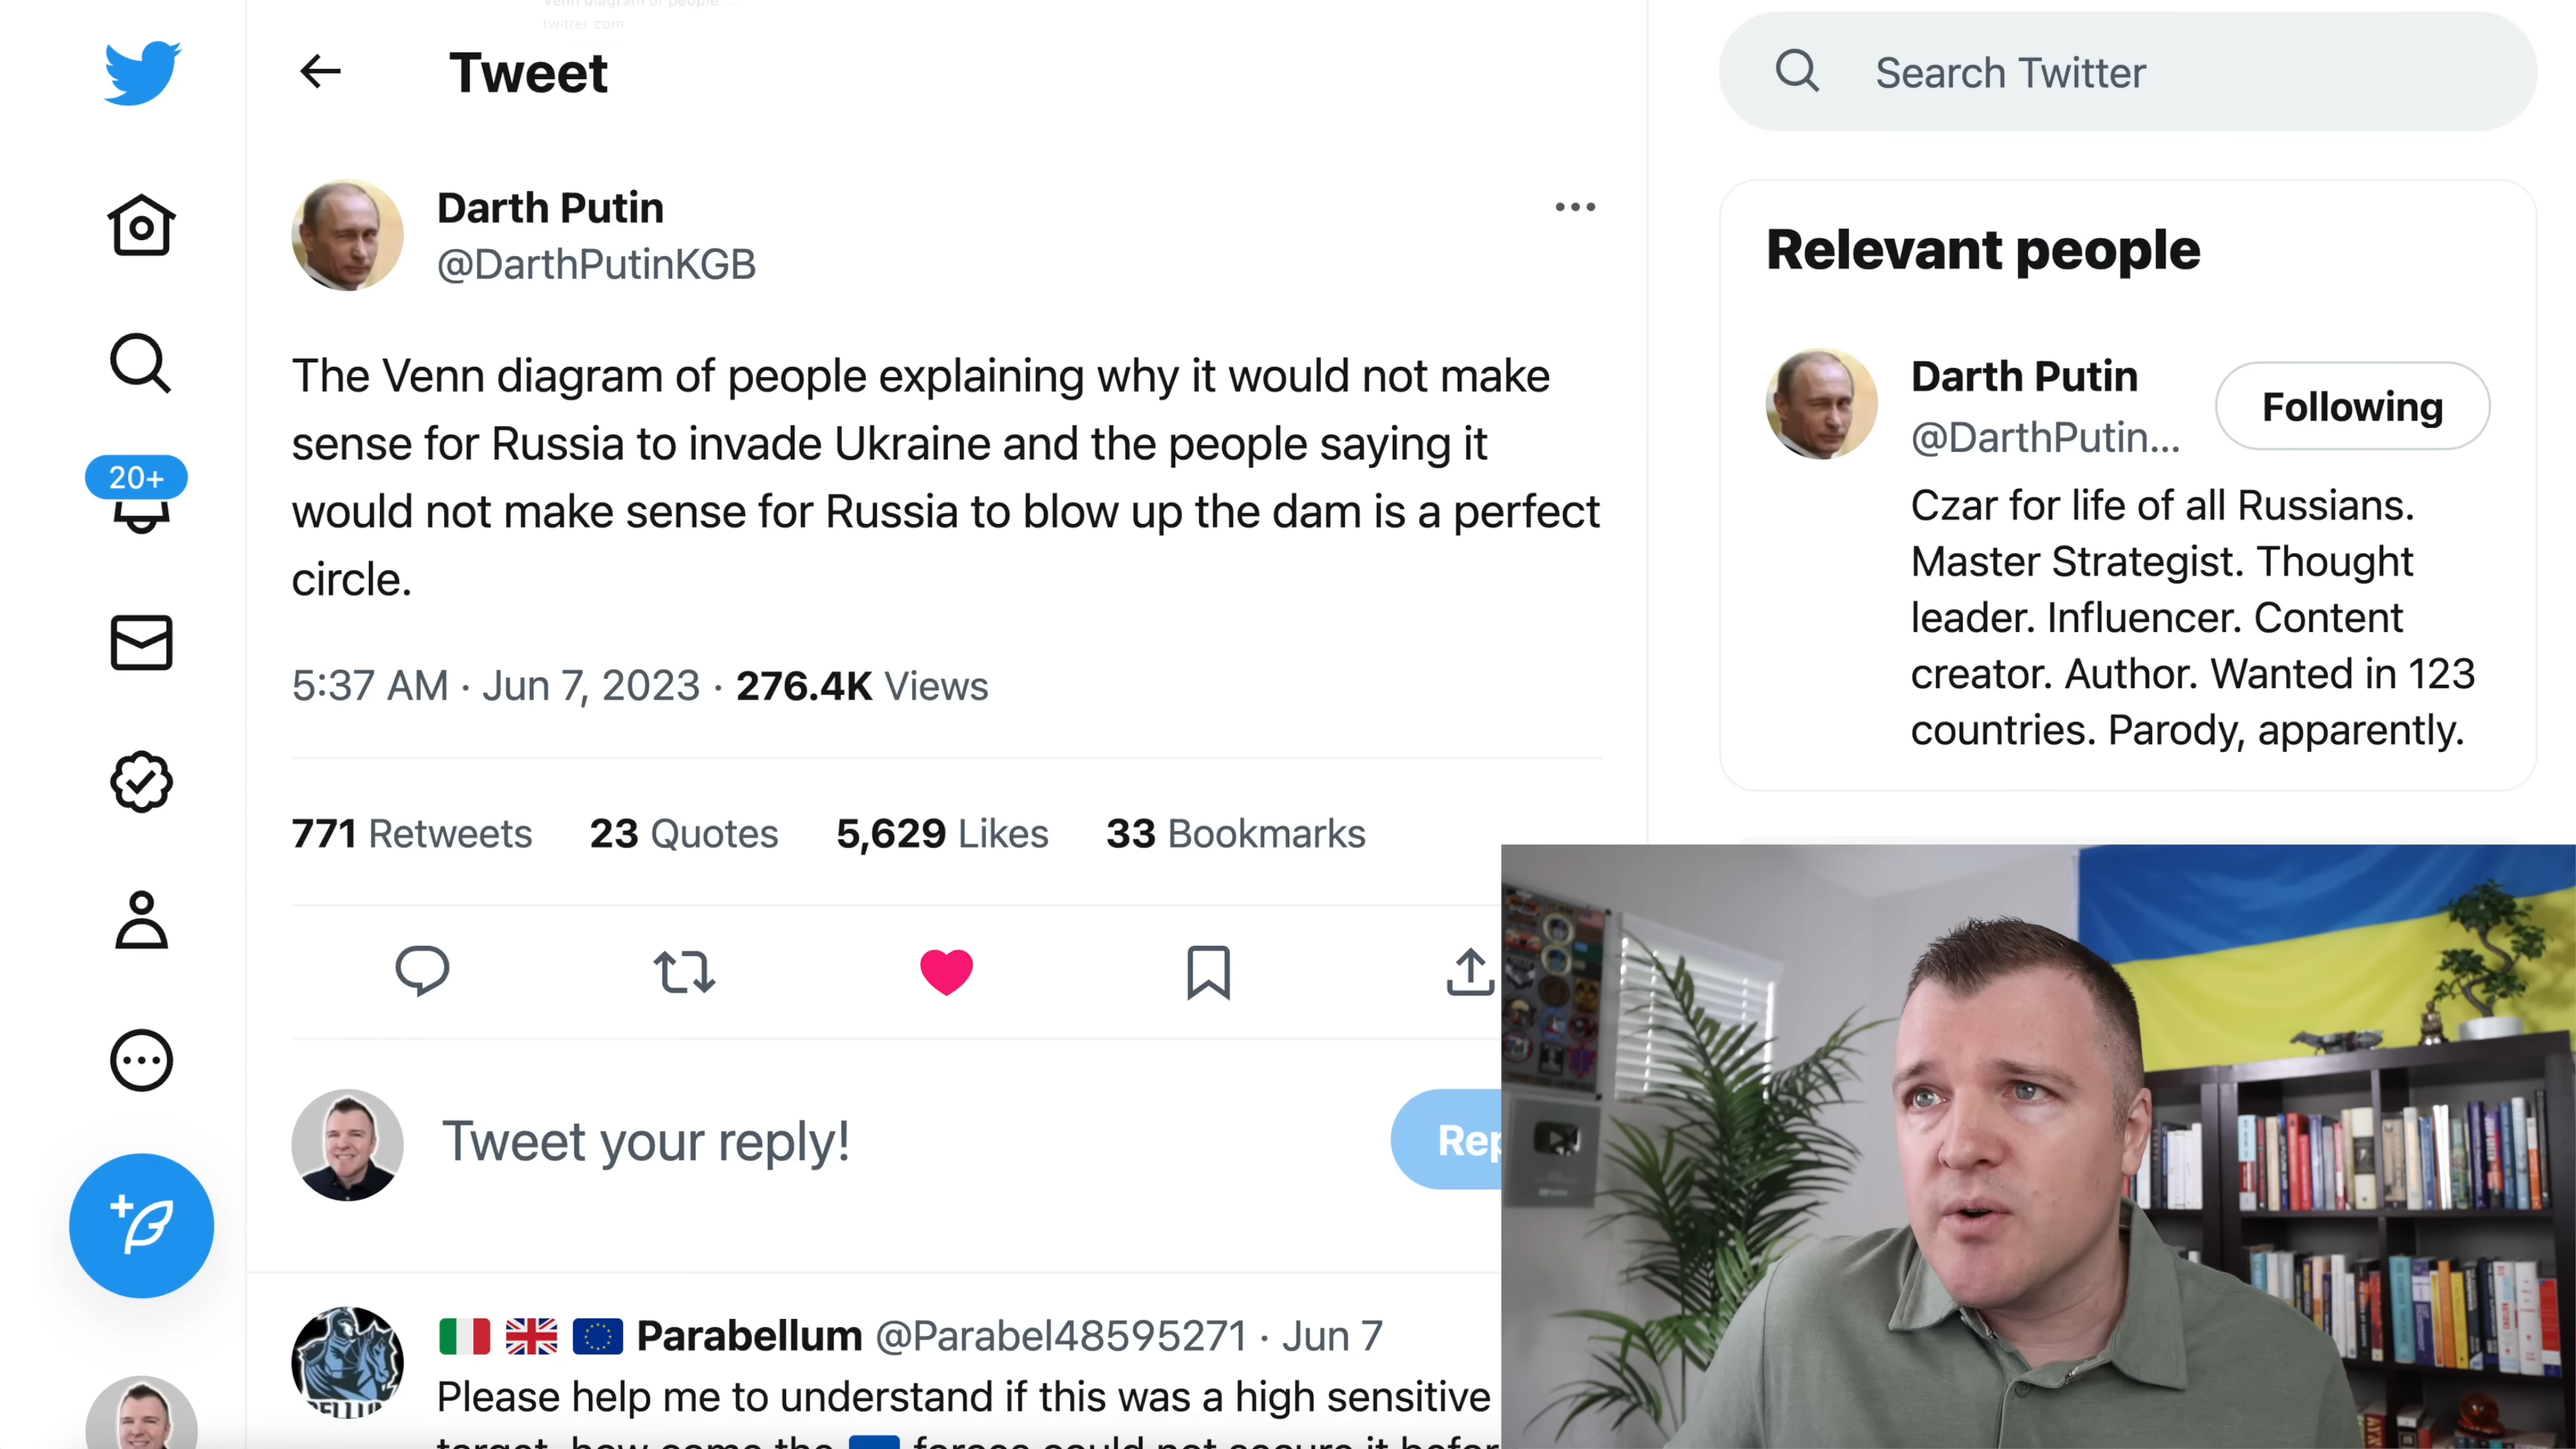 twitter com
Tweet
Search Twitter
Darth Putin
@DarthPutinKGB
The Venn diagram of people explaining why it would not make
sense for Russia to invade Ukraine and the people saying it
would not make sense for Russia to blow up the dam is a perfect
circle.
5:37 AM · Jun 7, 2023 · 276.4K Views
771 Retweets 23 Quotes 5,629 Likes 33 Bookmarks
Tweet your reply!
Rep
Parabellum @Parabel48595271 · Jun 7
Please help me to understand if this was a high sensitive
20+
Relevant people
Darth Putin
@DarthPutin...
Following
Czar for life of all Russians.
Master Strategist. Thought
leader. Influencer. Content
creator. Author. Wanted in 123
countries. Parody, apparently.